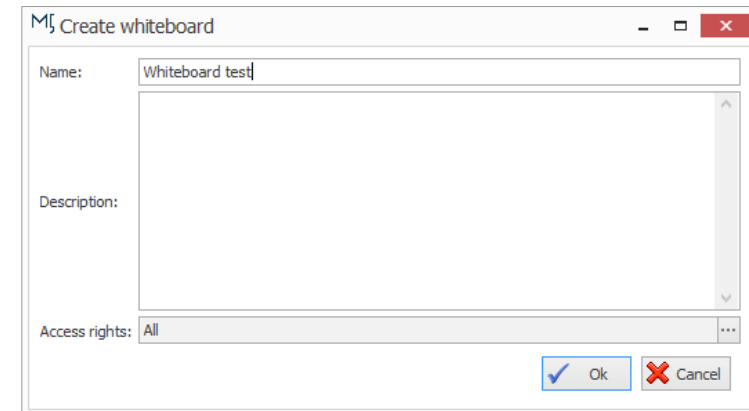 Create whiteboard
Name: Whiteboard test
Description:
Access rights: All ...
Ok Cancel